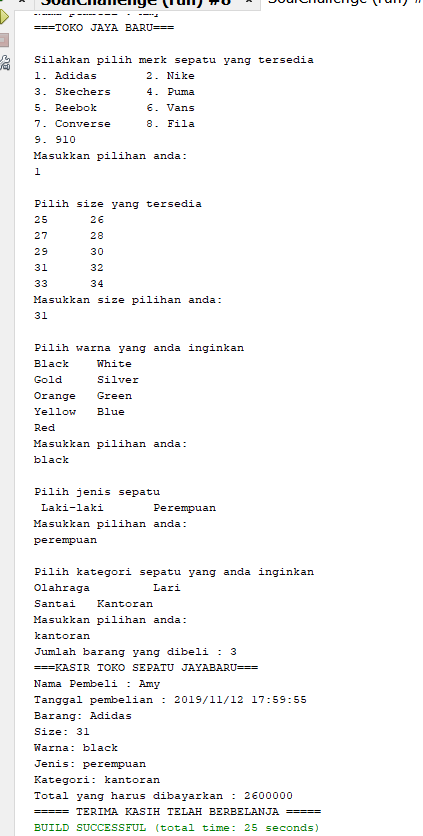 SoalChallenge (run) #8
===TOKO JAYA BARU===
Silahkan pilih merk sepatu yang tersedia
1. Adidas 2. Nike
3. Skechers 4. Puma
5. Reebok 6. Vans
7. Converse 8. Fila
9. 910
Masukkan pilihan anda:
1
Pilih size yang tersedia
25 26
27 28
29 30
31 32
33 34
Masukkan size pilihan anda:
31
Pilih warna yang anda inginkan
Black White
Gold Silver
Orange Green
Yellow Blue
Red
Masukkan pilihan anda:
black
Pilih jenis sepatu
Laki-laki Perempuan
Masukkan pilihan anda:
perempuan
Pilih kategori sepatu yang anda inginkan
Olahraga Lari
Santai Kantoran
Masukkan pilihan anda:
kantoran
Jumlah barang yang dibeli : 3
===KASIR TOKO SEPATU JAYABARU===
Nama Pembeli : Amy
Tanggal pembelian : 2019/11/12 17:59:55
Barang: Adidas
Size: 31
Warna: black
Jenis: perempuan
Kategori: kantoran
Total yang harus dibayarkan : 2600000
===== TERIMA KASIH TELAH BERBELANJA =====
BUILD SUCCESSFUL (total time: 25 seconds)